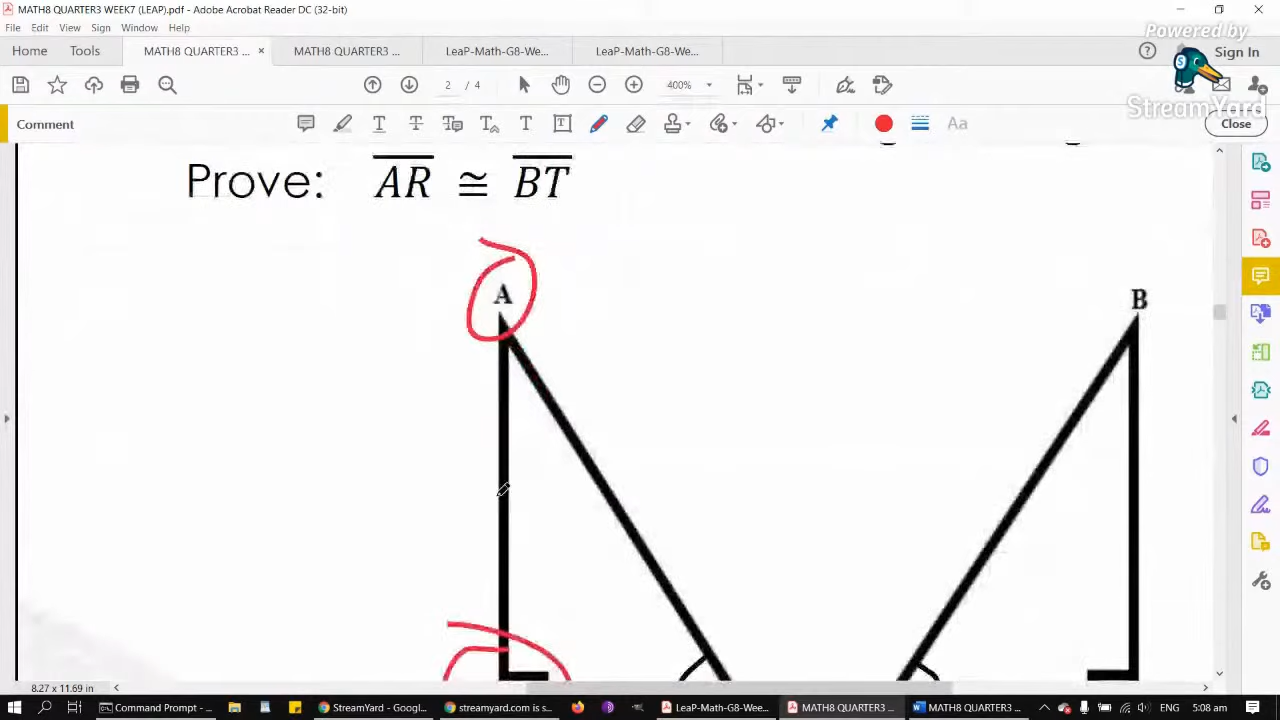 MATH8 QUARTER3 WEEK7 (LEAP).pdf - Adobe Acrobat Reader DC (32-bit)
Powered by
File Edit View Sign Window Help
Home Tools MATH8 QUARTER3 ... × MATH8 QUARTER3 ... LeaP-Math-G8-We... LeaP-Math-G8-We... Sign In
2 / 4 400%
StreamYard
Comment Aa Close
Prove: AR ≅ BT
A B
8.27 x 11.69 in
Command Prompt - ... StreamYard - Googl... streamyard.com is s... LeaP-Math-G8-Wee... MATH8 QUARTER3 ... MATH8 QUARTER3 ... 5:08 am